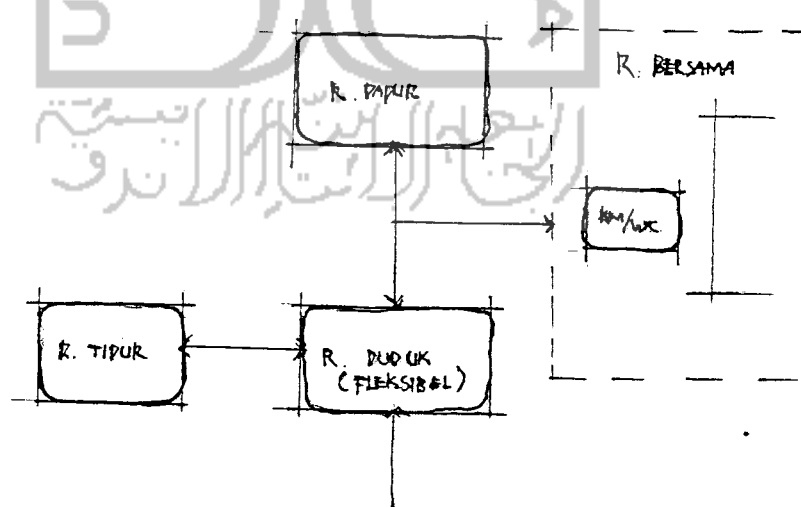 R. DAPUR
R. BERSAMA
KM/WC
R. TIDUR
R. DUDUK
(FLEKSIBEL)